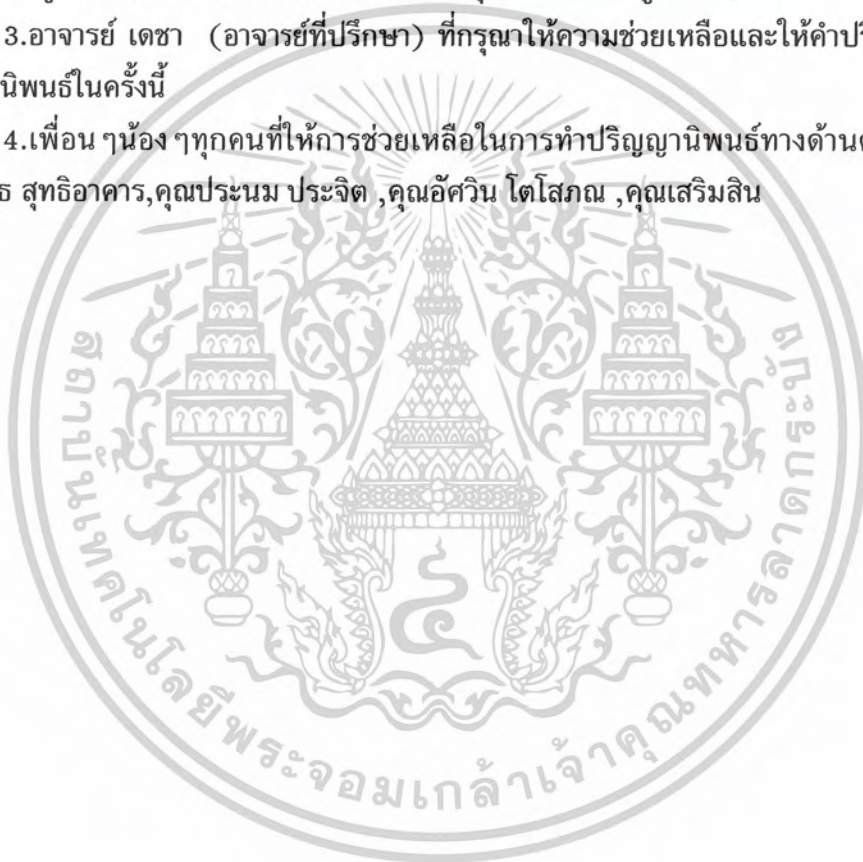 3.อาจารย์ เดชา (อาจารย์ที่ปรึกษา) ที่กรุณาให้ความช่วยเหลือและให้คำปรึ
นิพนธ์ในครั้งนี้
4.เพื่อน ๆน้อง ๆทุกคนที่ให้การช่วยเหลือในการทำปริญญานิพนธ์ทางด้าน
ธ สุทธิอาคาร,คุณประนม ประจิต ,คุณอัศวิน โตโสภณ ,คุณเสริมสิน
สถาบันเทคโนโลยีพระจอมเกล้าเจ้าคุณทหารลาดกระบัง